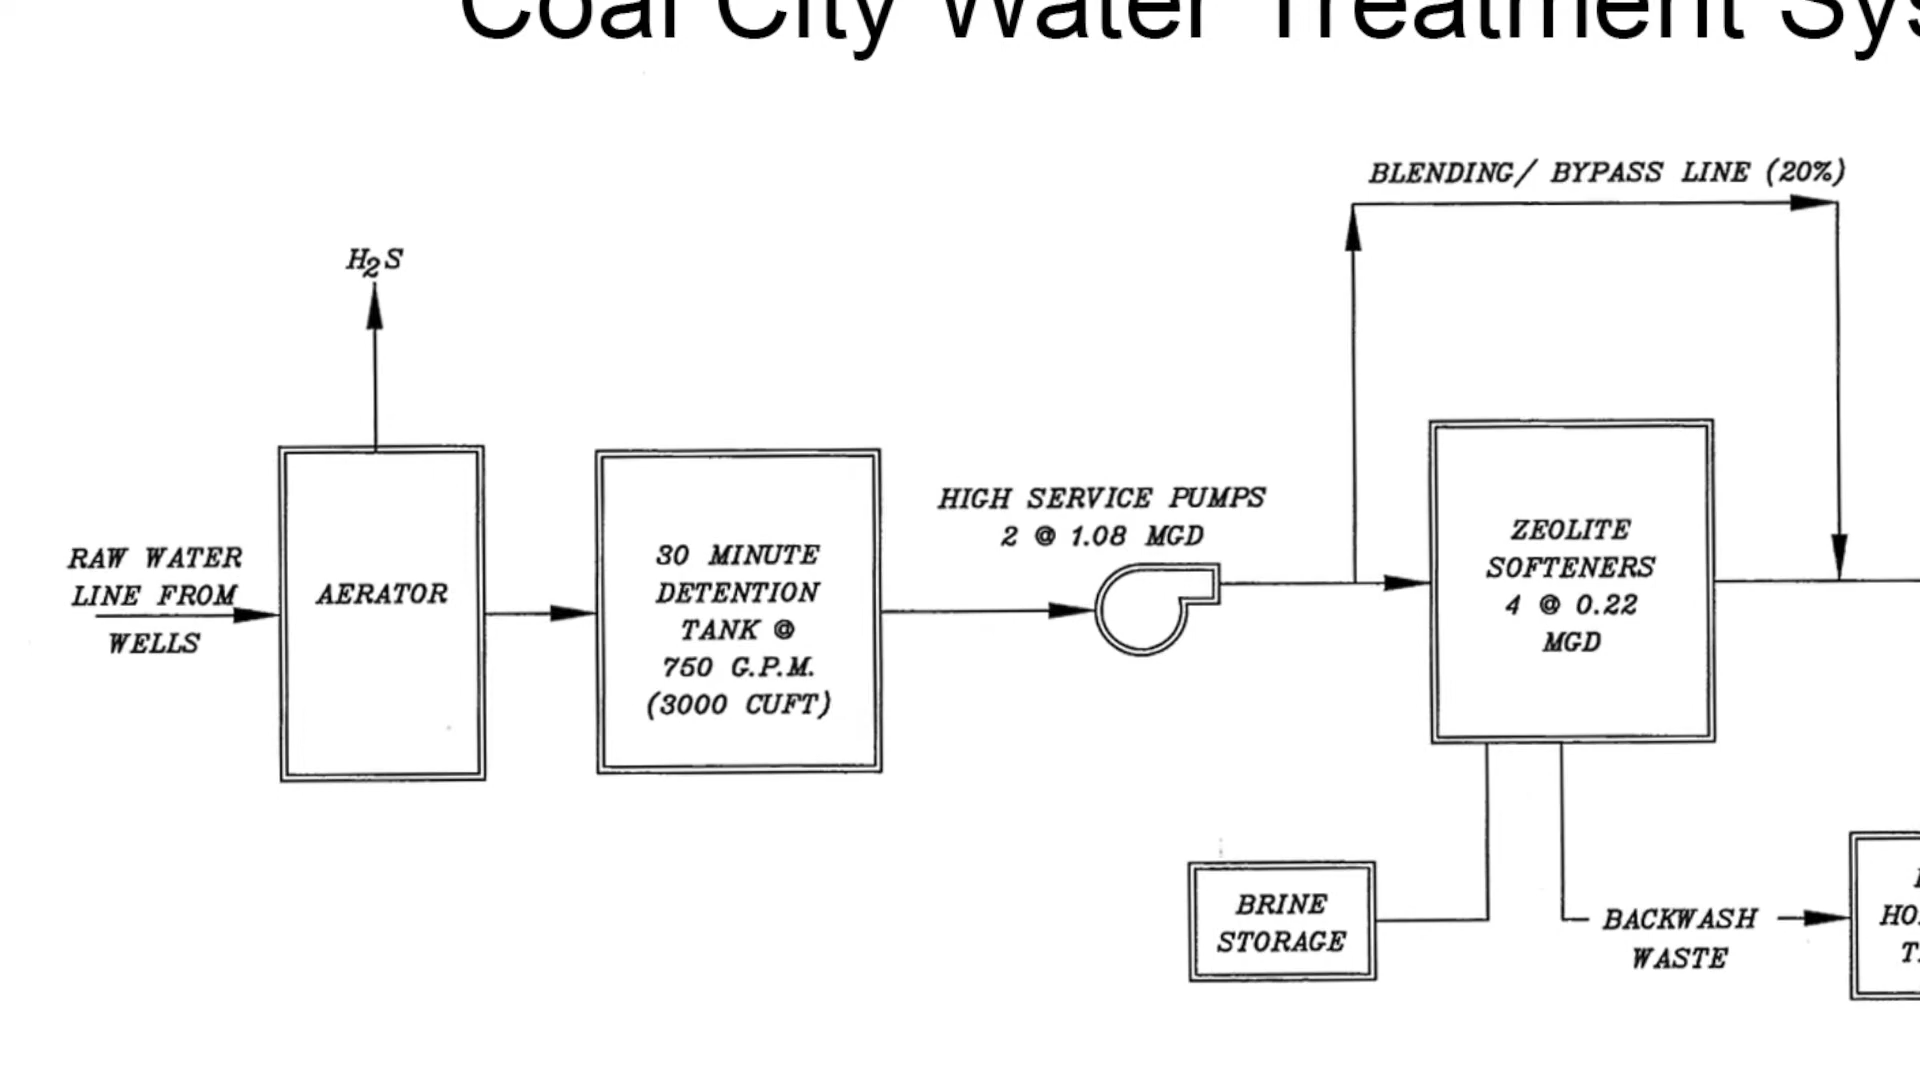 Coal City Water Treatment Sys
BLENDING/ BYPASS LINE (20%)
H2S
RAW WATER
LINE FROM
WELLS
AERATOR
30 MINUTE
DETENTION
TANK @
750 G.P.M.
(3000 CUFT)
HIGH SERVICE PUMPS
2 @ 1.08 MGD
ZEOLITE
SOFTENERS
4 @ 0.22
MGD
BRINE
STORAGE
BACKWASH
WASTE
HO
T